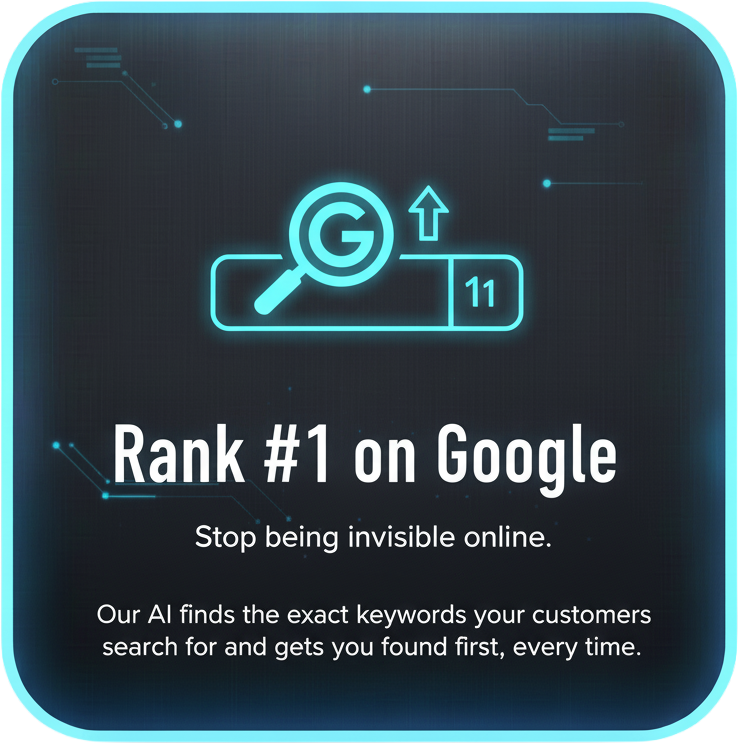 G
11
Rank #1 on Google
Stop being invisible online.
Our AI finds the exact keywords your customers
search for and gets you found first, every time.